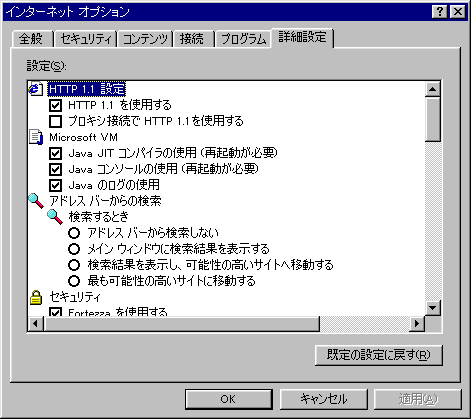 インターネット オプション
全般 セキュリティ コンテンツ 接続 プログラム 詳細設定
設定(S):
HTTP 1.1 設定
HTTP 1.1 を使用する
プロキシ接続で HTTP 1.1を使用する
Microsoft VM
Java JIT コンパイラの使用 (再起動が必要)
Java コンソールの使用 (再起動が必要)
Java のログの使用
アドレス バーからの検索
検索するとき
アドレス バーから検索しない
メイン ウィンドウに検索結果を表示する
検索結果を表示し、可能性の高いサイトへ移動する
最も可能性の高いサイトに移動する
セキュリティ
Fortezza を使用する
既定の設定に戻す(R)
OK キャンセル 適用(A)